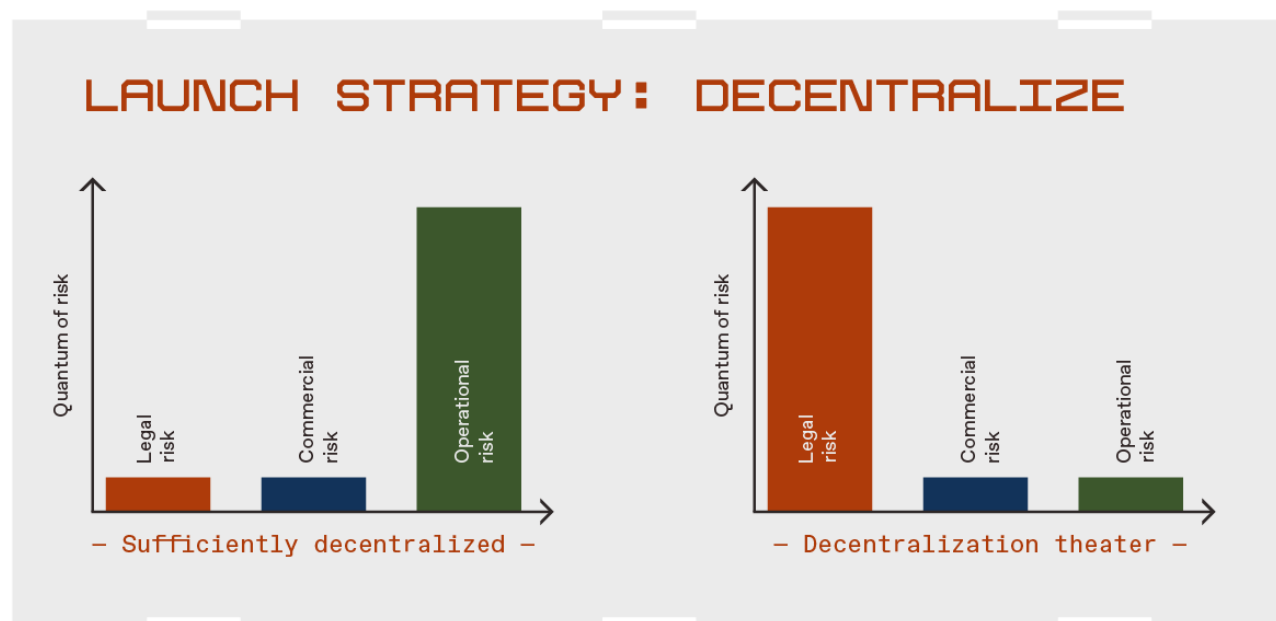 LAUNCH STRATEGY: DECENTRALIZE
Quantum of risk
Legal
risk
Commercial
risk
Operational
risk
— Sufficiently decentralized —
Quantum of risk
Legal
risk
Commercial
risk
Operational
risk
— Decentralization theater —